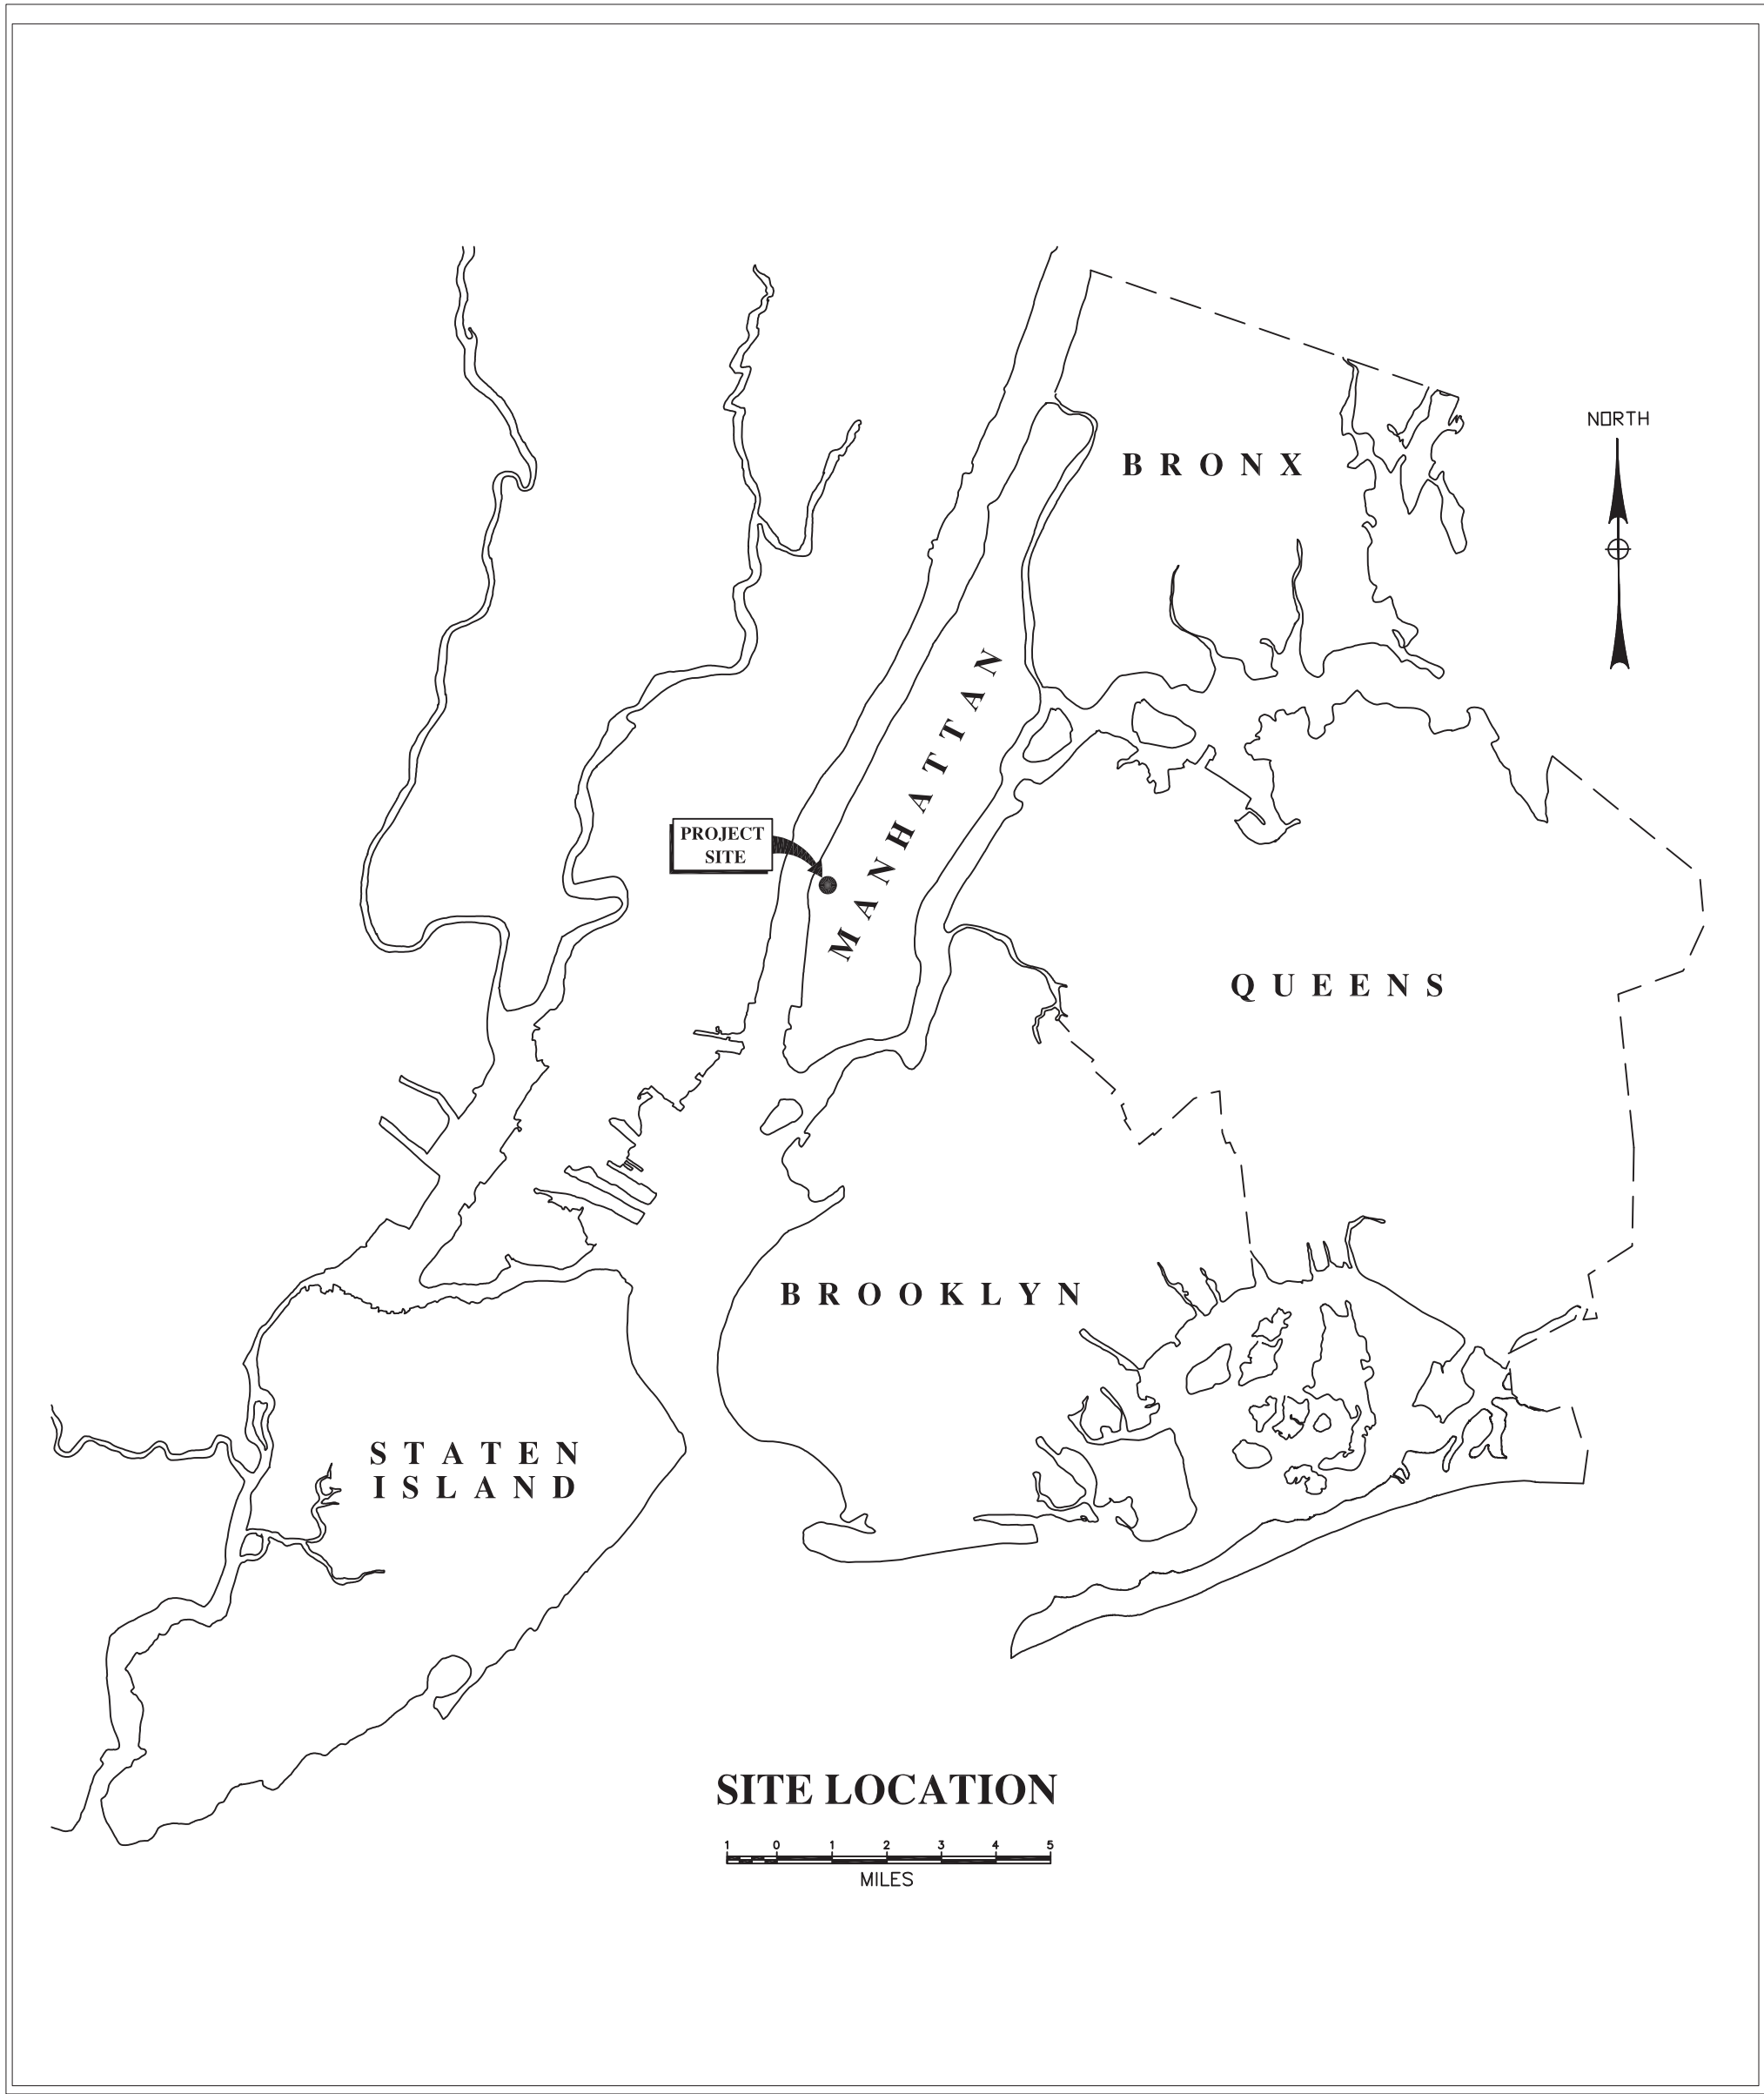 NORTH
BRONX
MANHATTAN
PROJECT
SITE
QUEENS
BROOKLYN
STATEN
ISLAND
SITE LOCATION
1 0 1 2 3 4 5
MILES